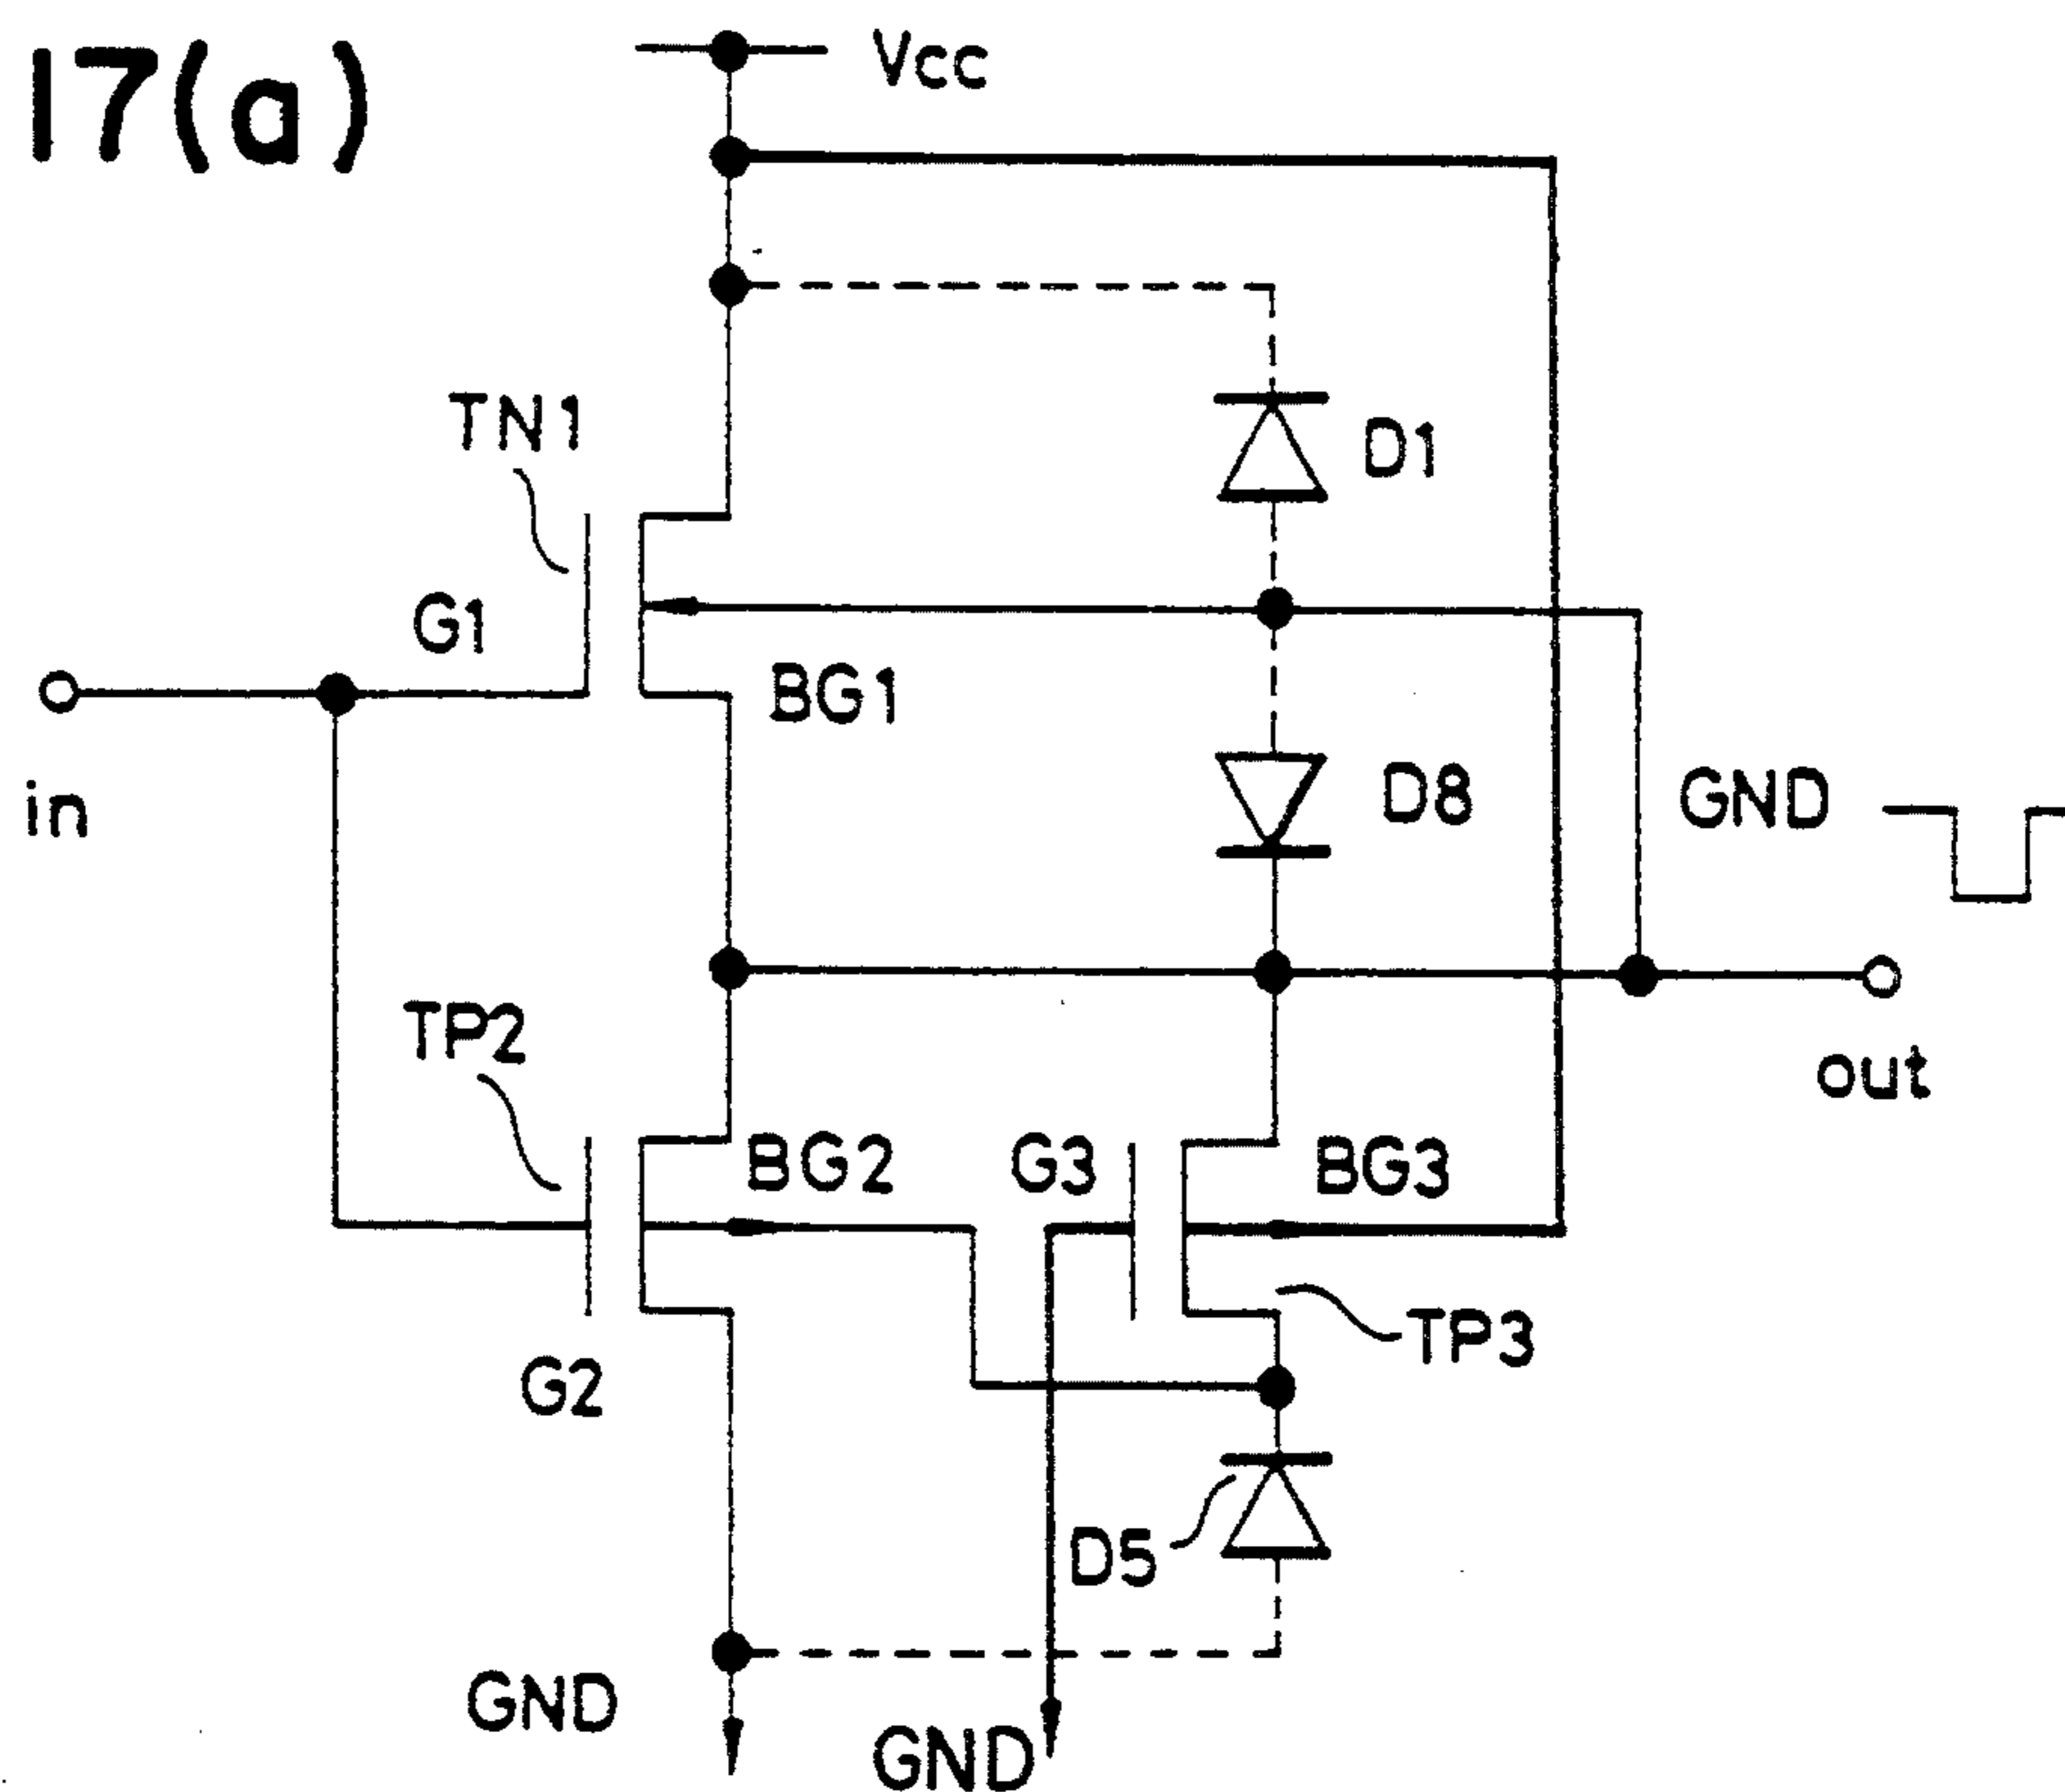 17(a)
Vcc
TN1
D1
G1
BG1
in
D8
GND
TP2
out
BG2
G3
BG3
TP3
G2
D5
GND
GND